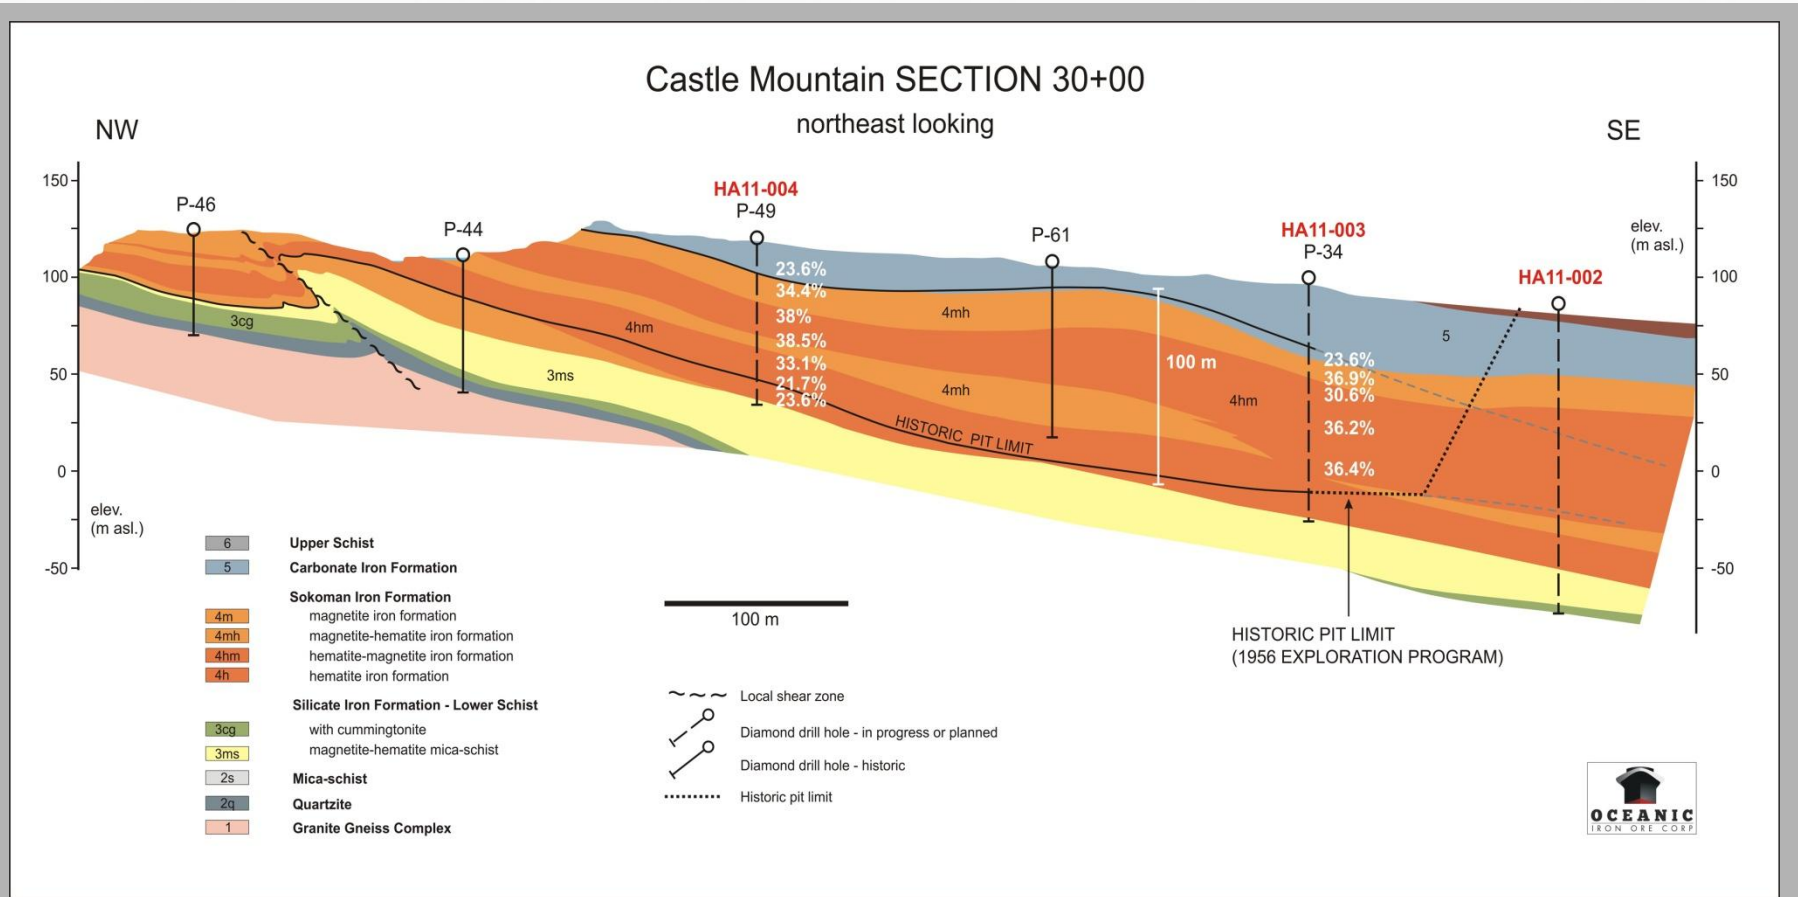 Castle Mountain SECTION 30+00
northeast looking
NW
SE
150
100
50
0
-50
elev.
(m asl.)
150
100
50
0
-50
elev.
(m asl.)
P-46
P-44
HA11-004
P-49
P-61
HA11-003
P-34
HA11-002
23.6%
34.4%
38%
38.5%
33.1%
21.7%
23.6%
23.6%
36.9%
30.6%
36.2%
36.4%
3cg
3ms
4hm
4mh
4mh
4hm
5
100 m
HISTORIC PIT LIMIT
HISTORIC PIT LIMIT
(1956 EXPLORATION PROGRAM)
100 m
6 Upper Schist
5 Carbonate Iron Formation
Sokoman Iron Formation
4m magnetite iron formation
4mh magnetite-hematite iron formation
4hm hematite-magnetite iron formation
4h hematite iron formation
Silicate Iron Formation - Lower Schist
3cg with cummingtonite
3ms magnetite-hematite mica-schist
2s Mica-schist
2q Quartzite
1 Granite Gneiss Complex
Local shear zone
Diamond drill hole - in progress or planned
Diamond drill hole - historic
Historic pit limit
OCEANIC
IRON ORE CORP